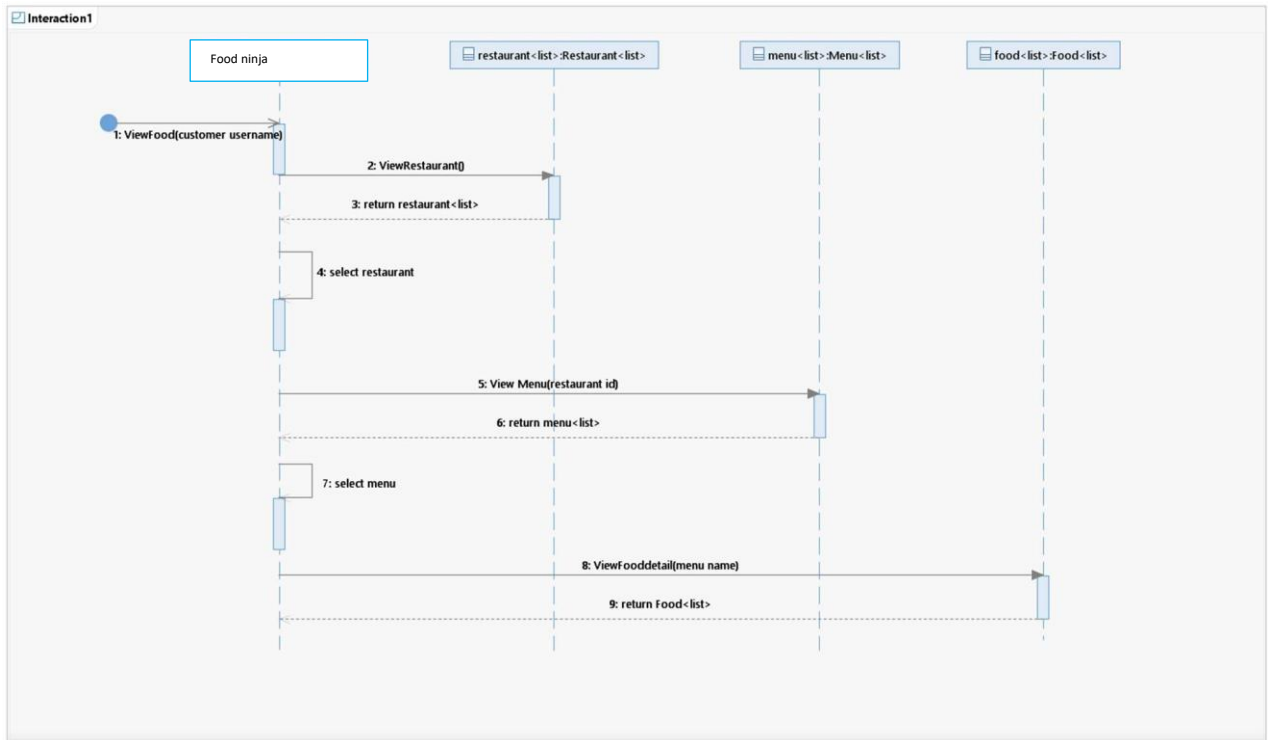 Interaction1
Food ninja
restaurant<list>:Restaurant<list>
menu<list>:Menu<list>
food<list>:Food<list>
1: ViewFood(customer username)
2: ViewRestaurant()
3: return restaurant<list>
4: select restaurant
5: View Menu(restaurant id)
6: return menu<list>
7: select menu
8: ViewFooddetail(menu name)
9: return Food<list>